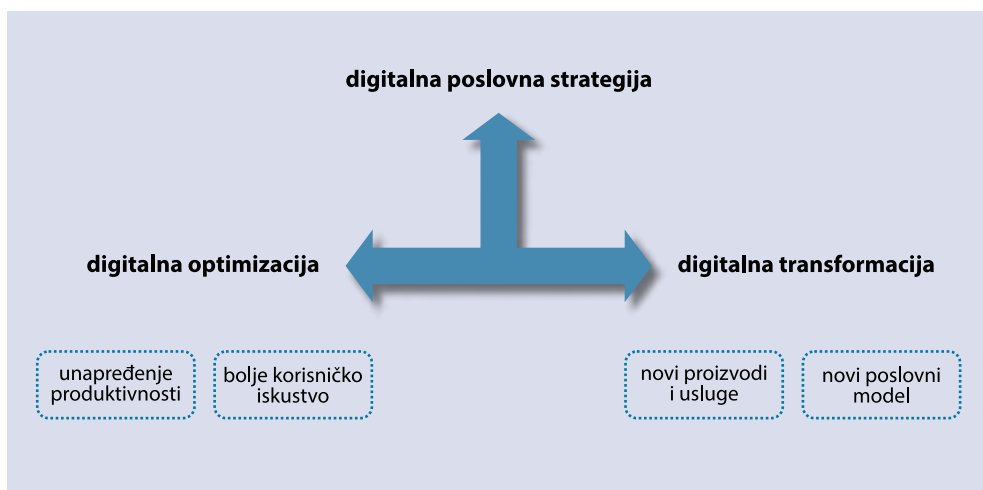 digitalna poslovna strategija
digitalna optimizacija
digitalna transformacija
unapređenje
produktivnosti
bolje korisničko
iskustvo
novi proizvodi
i usluge
novi poslovni
model